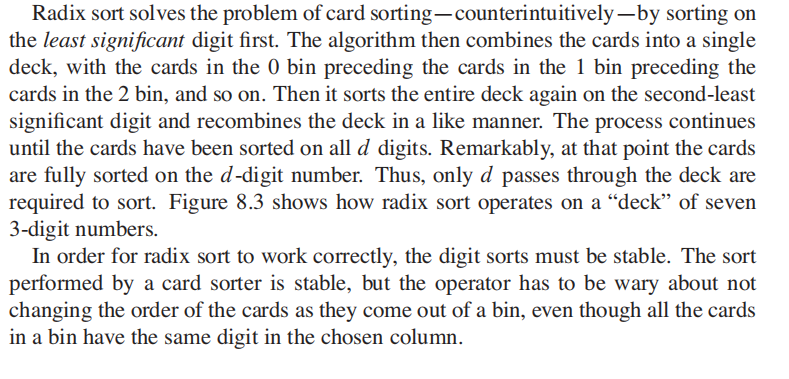 Radix sort solves the problem of card sorting—counterintuitively—by sorting on
the least significant digit first. The algorithm then combines the cards into a single
deck, with the cards in the 0 bin preceding the cards in the 1 bin preceding the
cards in the 2 bin, and so on. Then it sorts the entire deck again on the second-least
significant digit and recombines the deck in a like manner. The process continues
until the cards have been sorted on all d digits. Remarkably, at that point the cards
are fully sorted on the d-digit number. Thus, only d passes through the deck are
required to sort. Figure 8.3 shows how radix sort operates on a “deck” of seven
3-digit numbers.
In order for radix sort to work correctly, the digit sorts must be stable. The sort
performed by a card sorter is stable, but the operator has to be wary about not
changing the order of the cards as they come out of a bin, even though all the cards
in a bin have the same digit in the chosen column.